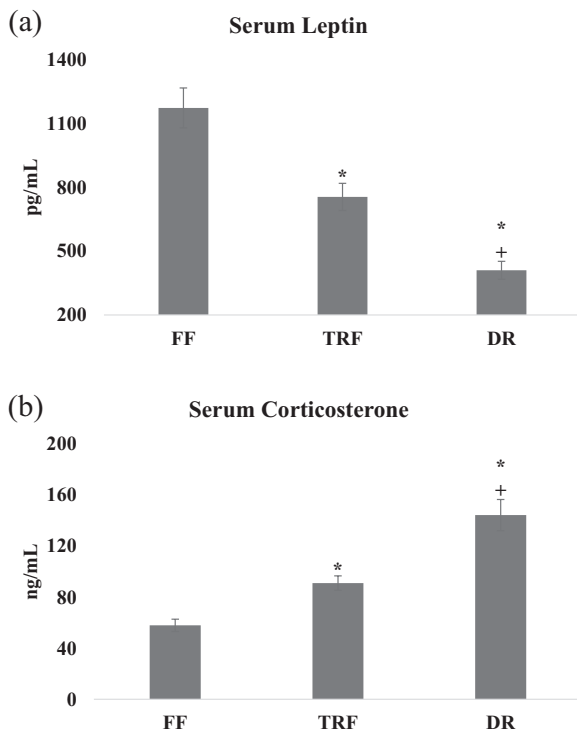 (a)
Serum Leptin
1400
1100
800
500
200
pg/mL
*
*
+
FF TRF DR
(b)
Serum Corticosterone
200
160
120
80
40
0
ng/mL
*
*
+
FF TRF DR